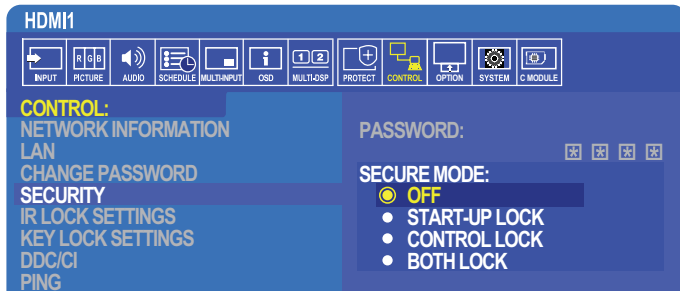 HDMI1
INPUT RGB PICTURE AUDIO SCHEDULE MULTI-INPUT OSD 12 MULTI-DSP PROTECT CONTROL OPTION SYSTEM C MODULE
CONTROL:
NETWORK INFORMATION
LAN
CHANGE PASSWORD
SECURITY
IR LOCK SETTINGS
KEY LOCK SETTINGS
DDC/CI
PING
PASSWORD:
* * * *
SECURE MODE:
OFF
START-UP LOCK
CONTROL LOCK
BOTH LOCK